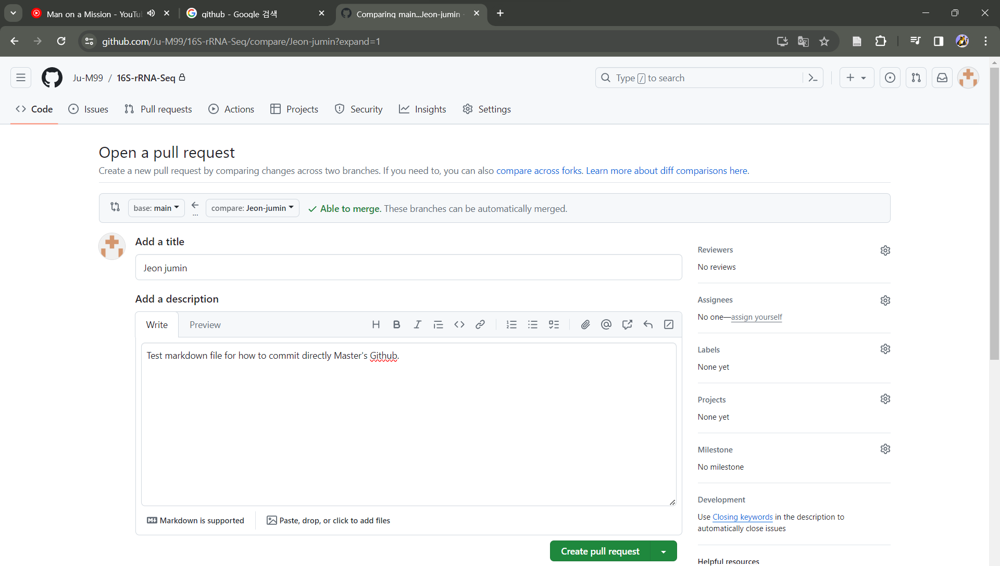 Man on a Mission - YouTu
github - Google 검색
Comparing main...Jeon-jumin
github.com/Ju-M99/16S-rRNA-Seq/compare/Jeon-jumin?expand=1
Ju-M99 / 16S-rRNA-Seq
Type / to search
Code Issues Pull requests Actions Projects Security Insights Settings
Open a pull request
Create a new pull request by comparing changes across two branches. If you need to, you can also compare across forks. Learn more about diff comparisons here.
base: main ... compare: Jeon-jumin Able to merge. These branches can be automatically merged.
Add a title
Jeon jumin
Add a description
Write Preview
Test markdown file for how to commit directly Master's Github.
Markdown is supported Paste, drop, or click to add files
Create pull request
Reviewers
No reviews
Assignees
No one—assign yourself
Labels
None yet
Projects
None yet
Milestone
No milestone
Development
Use Closing keywords in the description to
automatically close issues
Helpful resources